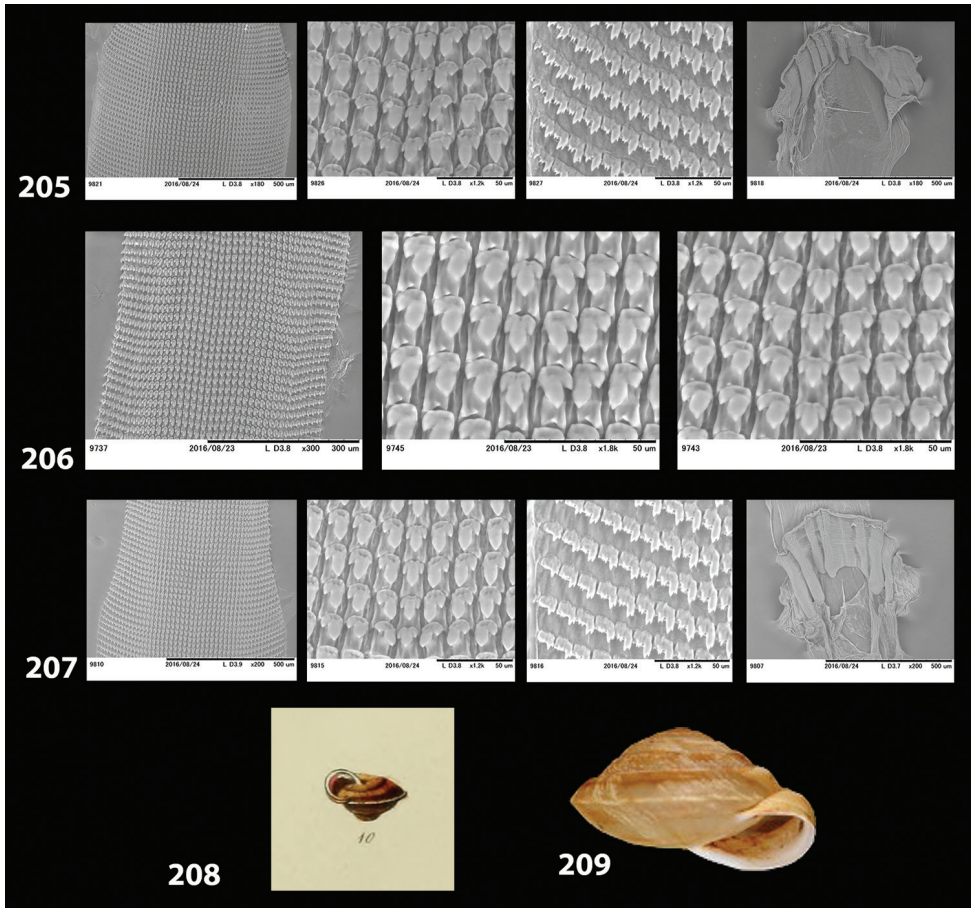 205
9821 2016/08/24 L D3.8 x180 500 um
9826 2016/08/24 L D3.8 x1.2k 50 um
9827 2016/08/24 L D3.8 x1.2k 50 um
9818 2016/08/24 L D3.8 x180 500 um
206
9737 2016/08/23 L D3.8 x300 300 um
9745 2016/08/23 L D3.8 x1.8k 50 um
9743 2016/08/23 L D3.8 x1.8k 50 um
207
9810 2016/08/24 L D3.9 x200 500 um
9815 2016/08/24 L D3.8 x1.2k 50 um
9816 2016/08/24 L D3.8 x1.2k 50 um
9807 2016/08/24 L D3.7 x200 500 um
10
208
209